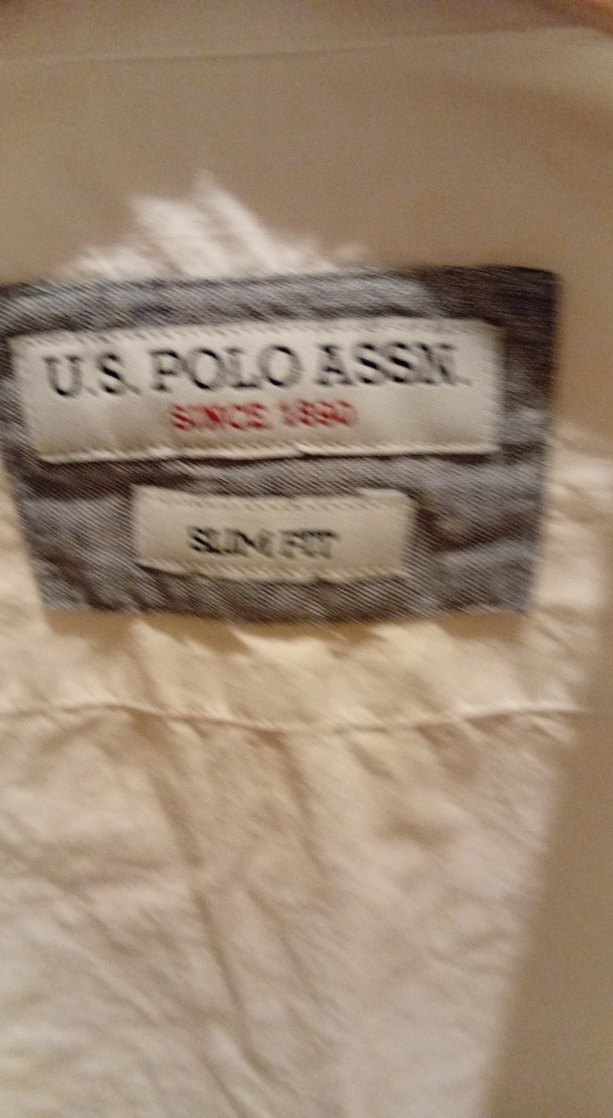 U.S. POLO ASSN.
SINCE 1890
SLIM FIT